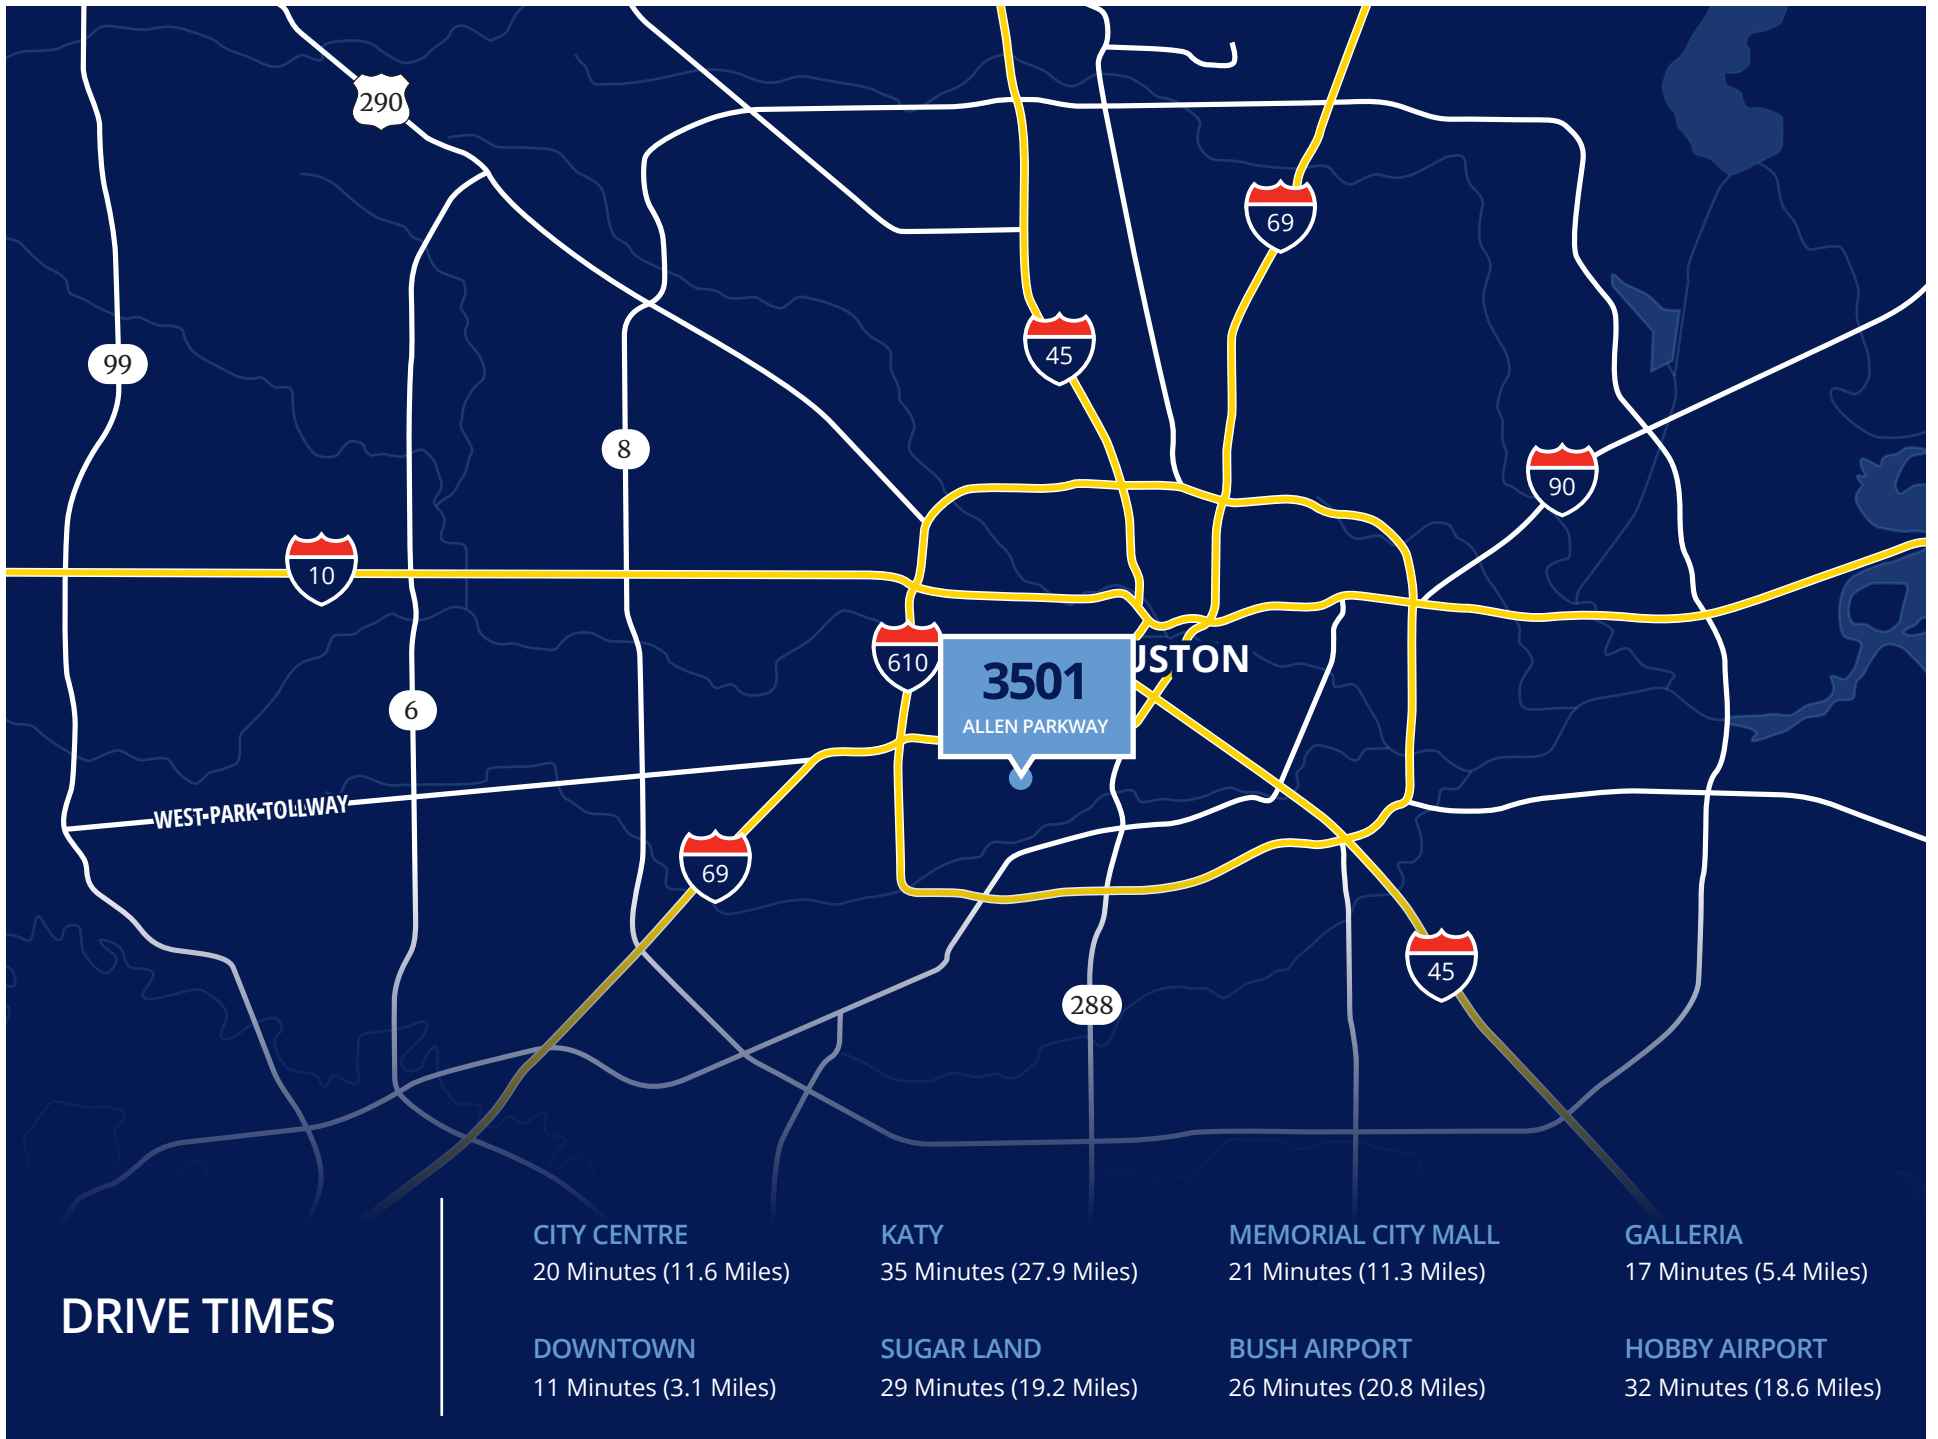 290
69
45
99
8
90
10
610
USTON
3501
ALLEN PARKWAY
6
WEST PARK TOLLWAY
69
45
288
DRIVE TIMES
CITY CENTRE
20 Minutes (11.6 Miles)
KATY
35 Minutes (27.9 Miles)
MEMORIAL CITY MALL
21 Minutes (11.3 Miles)
GALLERIA
17 Minutes (5.4 Miles)
DOWNTOWN
11 Minutes (3.1 Miles)
SUGAR LAND
29 Minutes (19.2 Miles)
BUSH AIRPORT
26 Minutes (20.8 Miles)
HOBBY AIRPORT
32 Minutes (18.6 Miles)